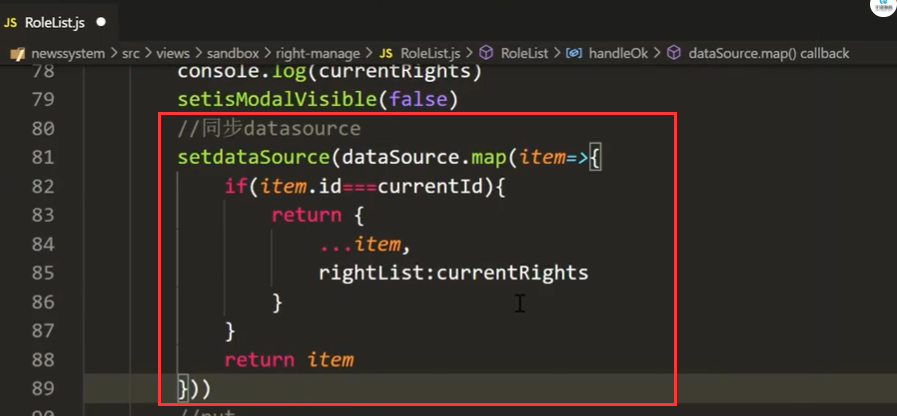 JS RoleList.js
newssystem > src > views > sandbox > right-manage > JS RoleList.js > RoleList > handleOk > dataSource.map() callback
78 console.log(currentRights)
79 setisModalVisible(false)
80 //同步datasource
81 setdataSource(dataSource.map(item=>{
82 if(item.id===currentId){
83 return {
84 ...item,
85 rightList:currentRights
86 }
87 }
88 return item
89 }))
90 //put